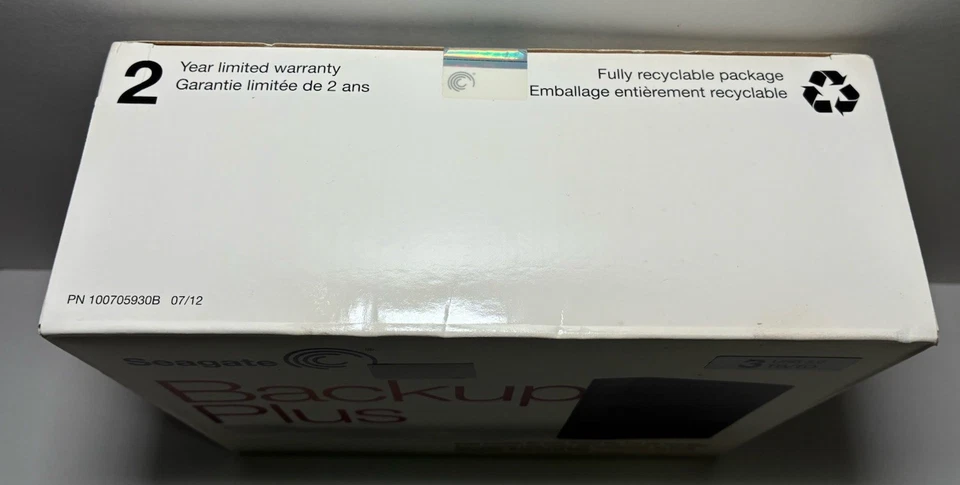 2
Year limited warranty
Garantie limitée de 2 ans
Fully recyclable package
Emballage entièrement recyclable
PN 100705930B 07/12
Seagate
3
Backup
Plus